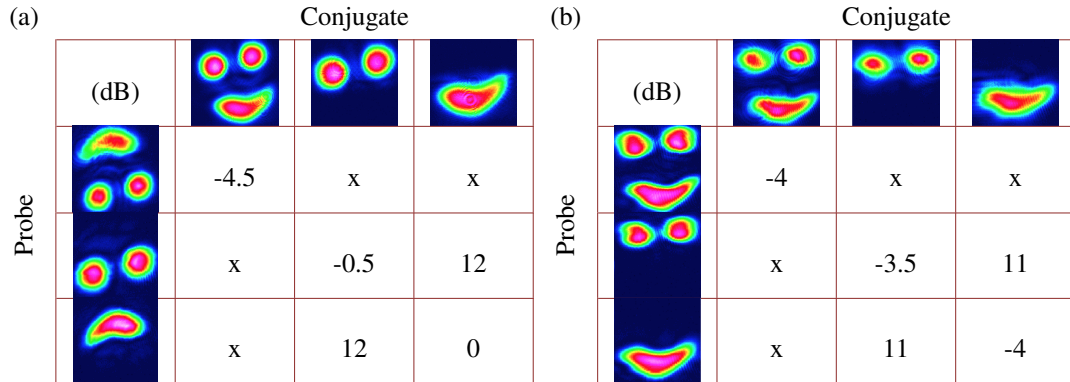 (a)
Conjugate
(dB)
Probe
-4.5 x x
x -0.5 12
x 12 0
(b)
Conjugate
(dB)
Probe
-4 x x
x -3.5 11
x 11 -4